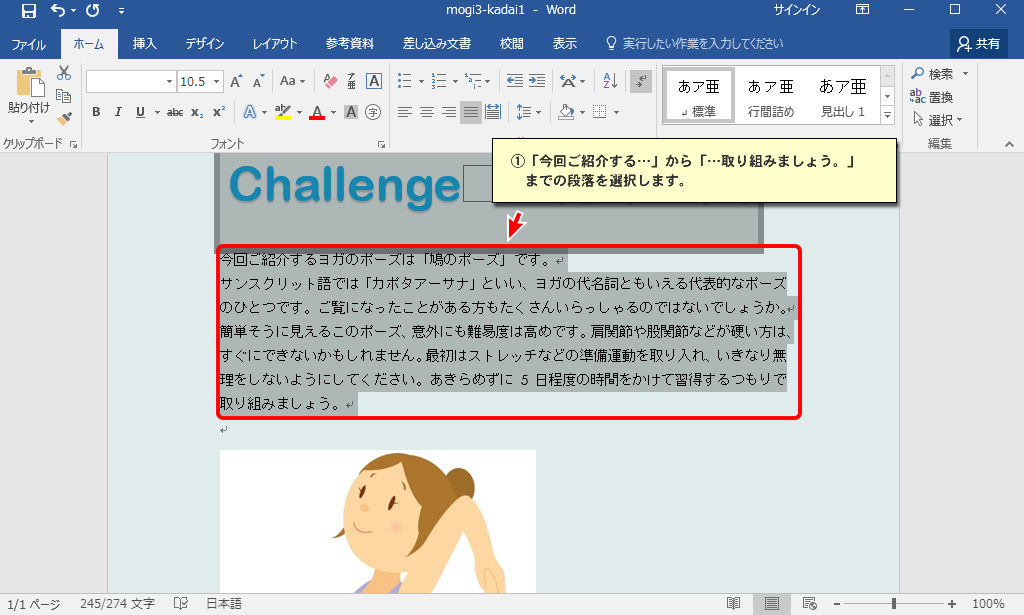 mogi3-kadai1 - Word
サインイン
ファイル ホーム 挿入 デザイン レイアウト 参考資料 差し込み文書 校閲 表示 実行したい作業を入力してください 共有
貼り付け
クリップボード
10.5
Aa
B I U abc x₂ x²
フォント
あア亜 あア亜 あア亜
標準 行間詰め 見出し 1
検索
置換
選択
編集
①「今回ご紹介する…」から「…取り組みましょう。」
までの段落を選択します。
Challenge
今回ご紹介するヨガのポーズは「鳩のポーズ」です。
サンスクリット語では「カポタアーサナ」といい、ヨガの代名詞ともいえる代表的なポーズ
のひとつです。ご覧になったことがある方もたくさんいらっしゃるのではないでしょうか。
簡単そうに見えるこのポーズ、意外にも難易度は高めです。肩関節や股関節などが硬い方は、
すぐにできないかもしれません。最初はストレッチなどの準備運動を取り入れ、いきなり無
理をしないようにしてください。あきらめずに 5 日程度の時間をかけて習得するつもりで
取り組みましょう。
1/1 ページ 245/274 文字 日本語 100%